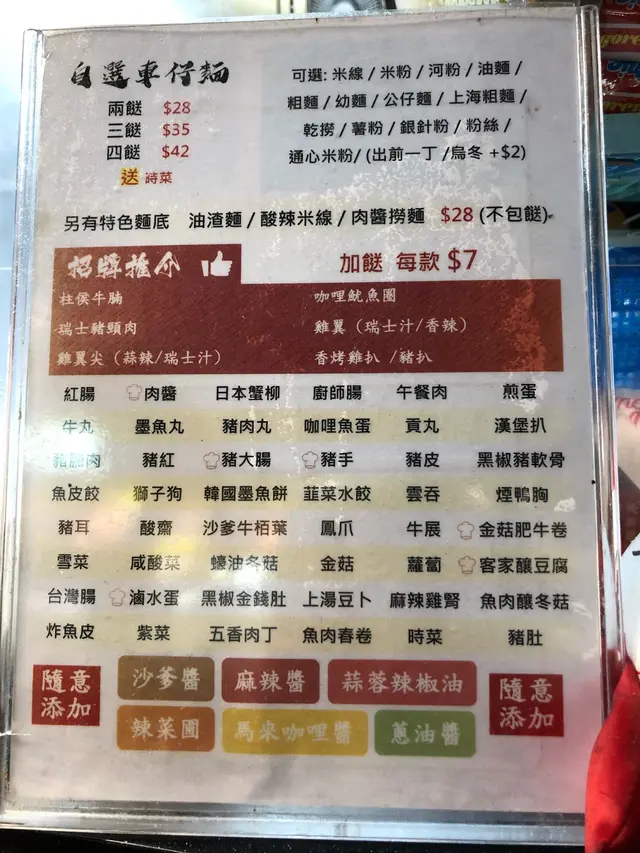 自選車仔麵
兩餸 $28
三餸 $35
四餸 $42
送 時菜
可選: 米線 / 米粉 / 河粉 / 油麵 /
粗麵 / 幼麵 / 公仔麵 / 上海粗麵 /
乾撈 / 薯粉 / 銀針粉 / 粉絲 /
通心米粉/ (出前一丁 /烏冬 +$2)
另有特色麵底 油渣麵 / 酸辣米線 / 肉醬撈麵 $28 (不包餸)
招牌推介
加餸 每款 $7
柱侯牛腩 咖哩魷魚圈
瑞士豬頸肉 雞翼（瑞士汁/香辣）
雞翼尖（蒜辣/瑞士汁） 香烤雞扒 /豬扒
紅腸 肉醬 日本蟹柳 廚師腸 午餐肉 煎蛋
牛丸 墨魚丸 豬肉丸 咖哩魚蛋 貢丸 漢堡扒
豬腩肉 豬紅 豬大腸 豬手 豬皮 黑椒豬軟骨
魚皮餃 獅子狗 韓國墨魚餅 韮菜水餃 雲吞 煙鴨胸
豬耳 酸齋 沙爹牛栢葉 鳳爪 牛展 金菇肥牛卷
雪菜 咸酸菜 蠔油冬菇 金菇 蘿蔔 客家釀豆腐
台灣腸 滷水蛋 黑椒金錢肚 上湯豆卜 麻辣雞腎 魚肉釀冬菇
炸魚皮 紫菜 五香肉丁 魚肉春卷 時菜 豬肚
隨意添加
沙爹醬 麻辣醬 蒜蓉辣椒油
辣菜圃 馬來咖哩醬 蔥油醬
隨意添加